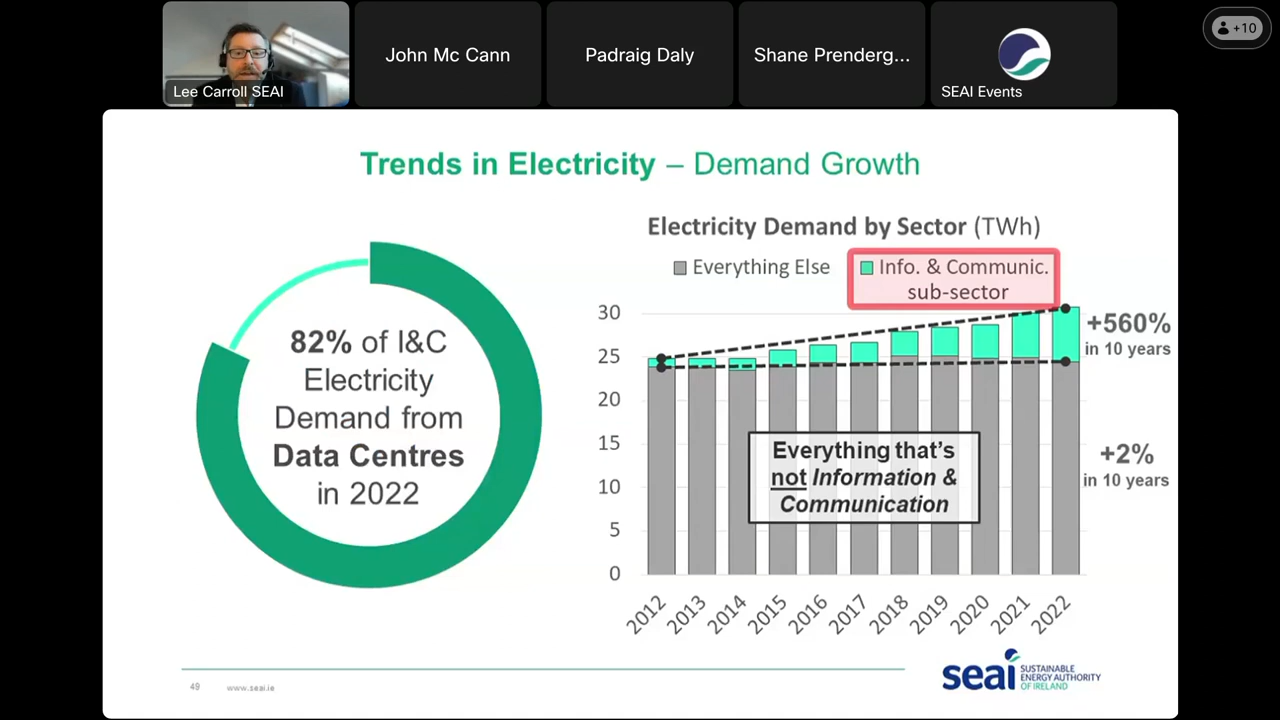 +10
John Mc Cann
Padraig Daly
Shane Prenderg...
Lee Carroll SEAI
SEAI Events
Trends in Electricity – Demand Growth
82% of I&C
Electricity
Demand from
Data Centres
in 2022
Electricity Demand by Sector (TWh)
Everything Else
Info. & Communic.
sub-sector
30
25
20
15
10
5
0
+560%
in 10 years
+2%
in 10 years
Everything that's
not Information &
Communication
2012
2013
2014
2015
2016
2017
2018
2019
2020
2021
2022
49
www.seai.ie
seai
SUSTAINABLE
ENERGY AUTHORITY
OF IRELAND